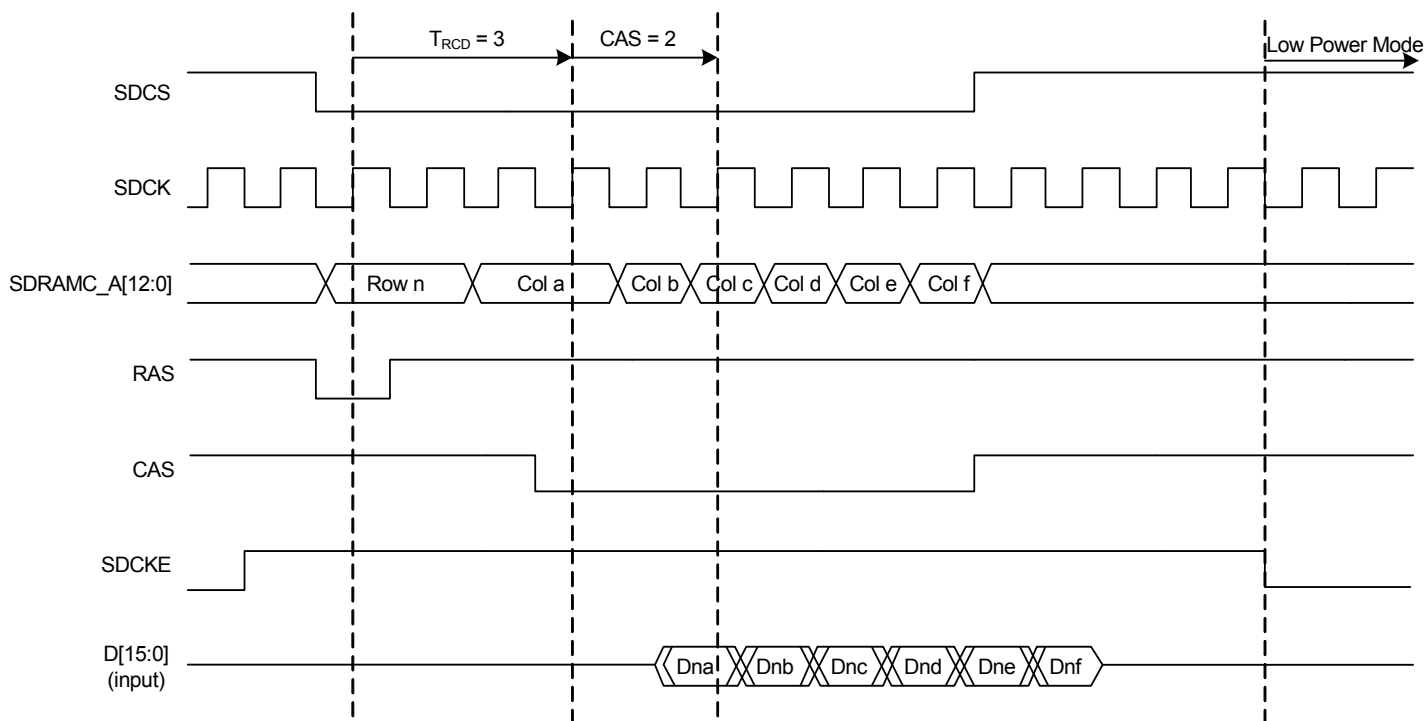 T_RCD = 3
CAS = 2
Low Power Mode
SDCS
SDCK
SDRAMC_A[12:0]
Row n
Col a
Col b
Col c
Col d
Col e
Col f
RAS
CAS
SDCKE
D[15:0]
(input)
Dna
Dnb
Dnc
Dnd
Dne
Dnf